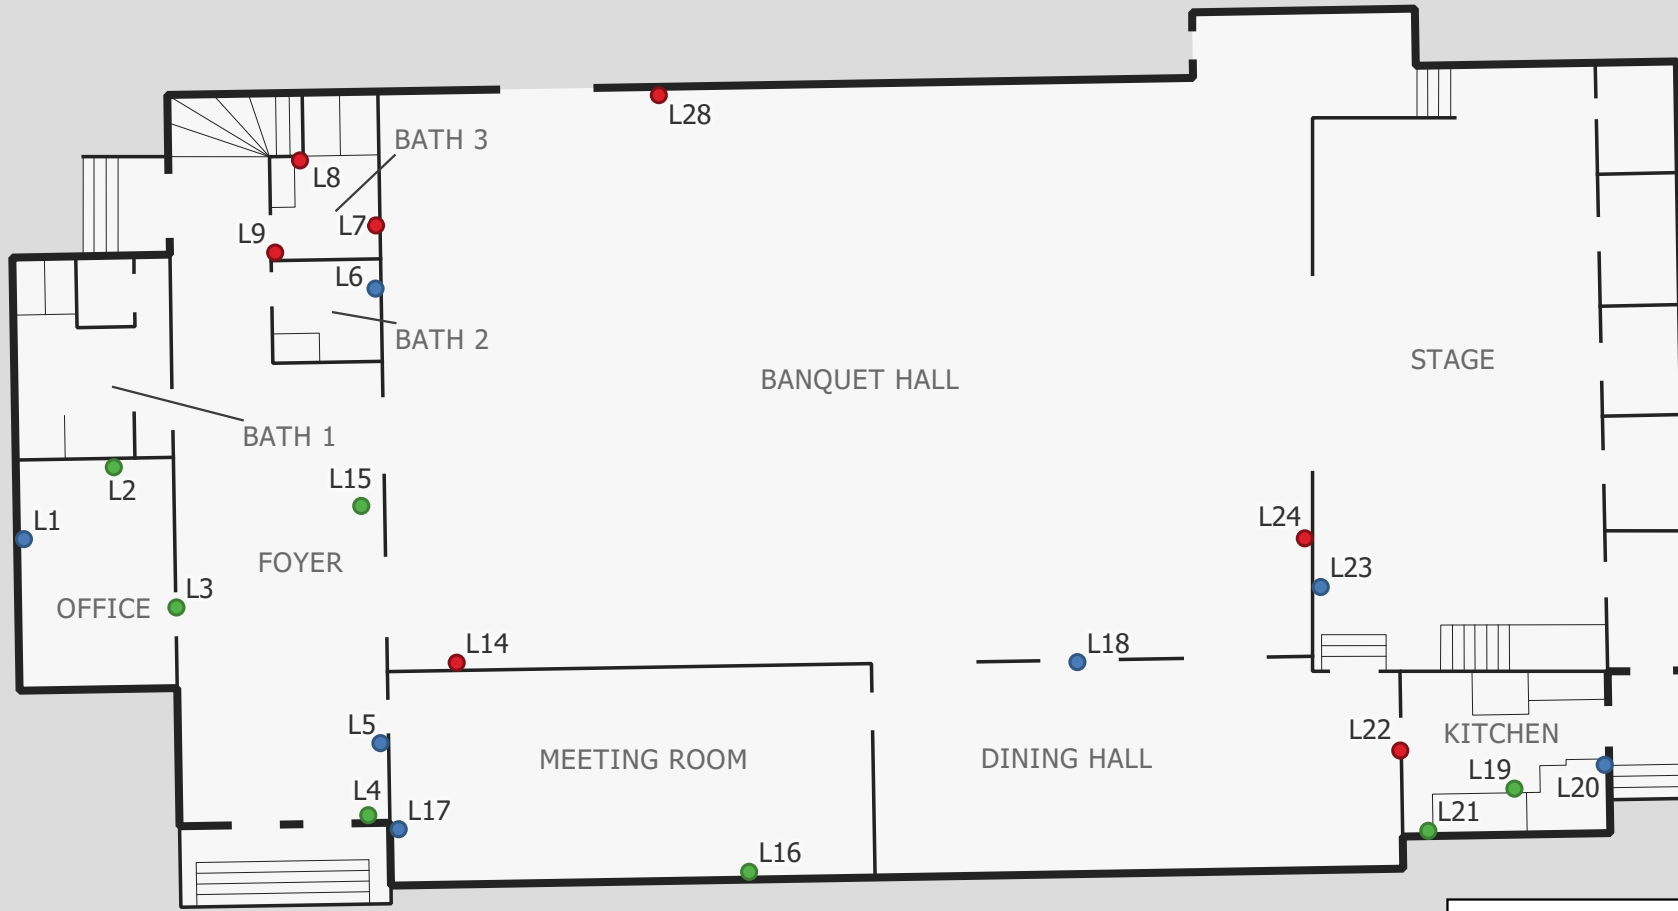 L28
BATH 3
L8
L7
L9
L6
BATH 2
STAGE
BANQUET HALL
BATH 1
L15
L2
L1
L24
FOYER
L23
L3
OFFICE
L14
L18
L5
L22
KITCHEN
MEETING ROOM
DINING HALL
L19
L20
L4
L17
L21
L16